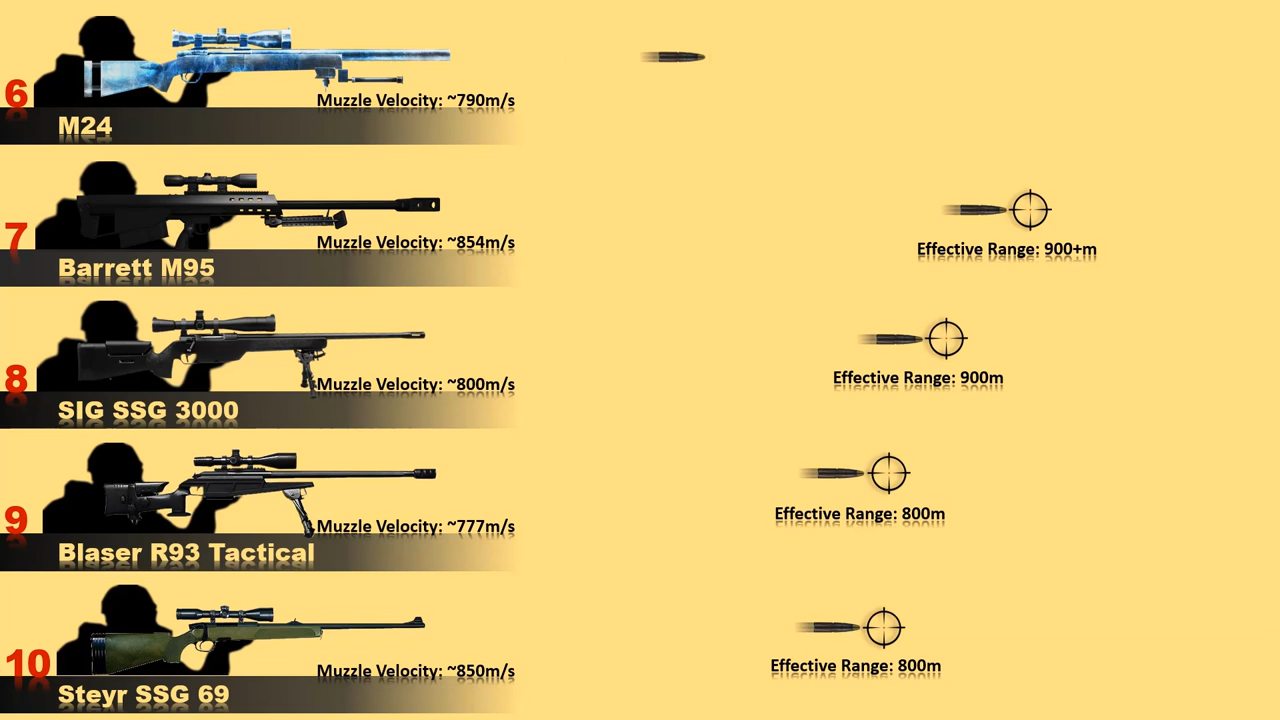 6
Muzzle Velocity: ~790m/s
M24
7
Muzzle Velocity: ~854m/s
Effective Range: 900+m
Barrett M95
8
Muzzle Velocity: ~800m/s
Effective Range: 900m
SIG SSG 3000
9
Muzzle Velocity: ~777m/s
Effective Range: 800m
Blaser R93 Tactical
10
Muzzle Velocity: ~850m/s
Effective Range: 800m
Steyr SSG 69